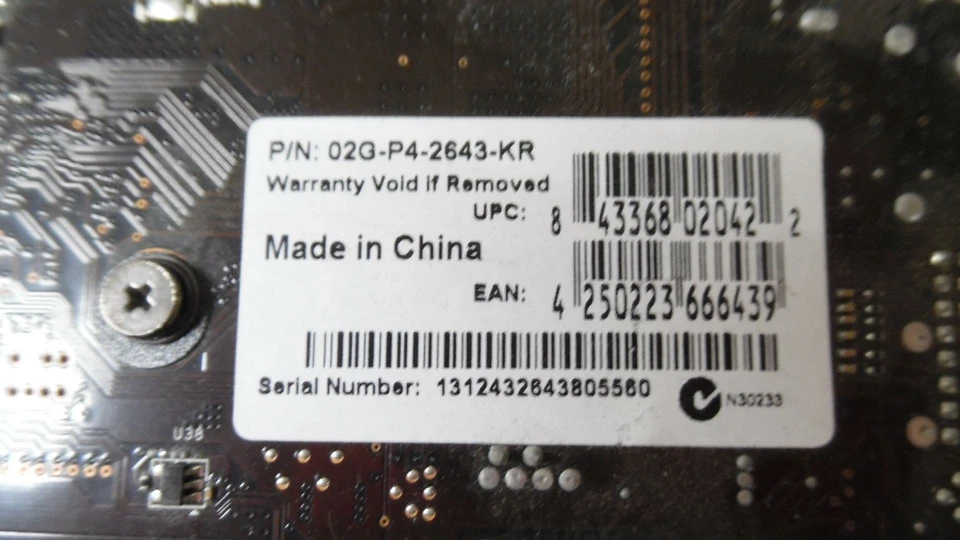 P/N: 02G-P4-2643-KR
Warranty Void if Removed
UPC: 8 43368 02042 2
Made in China
EAN: 4 250223 666439
Serial Number: 1312432643805560
N30233
U36